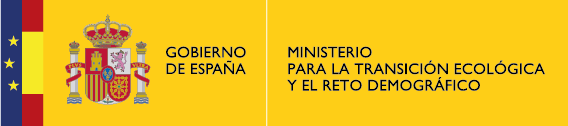 GOBIERNO
DE ESPAÑA
MINISTERIO
PARA LA TRANSICIÓN ECOLÓGICA
Y EL RETO DEMOGRÁFICO